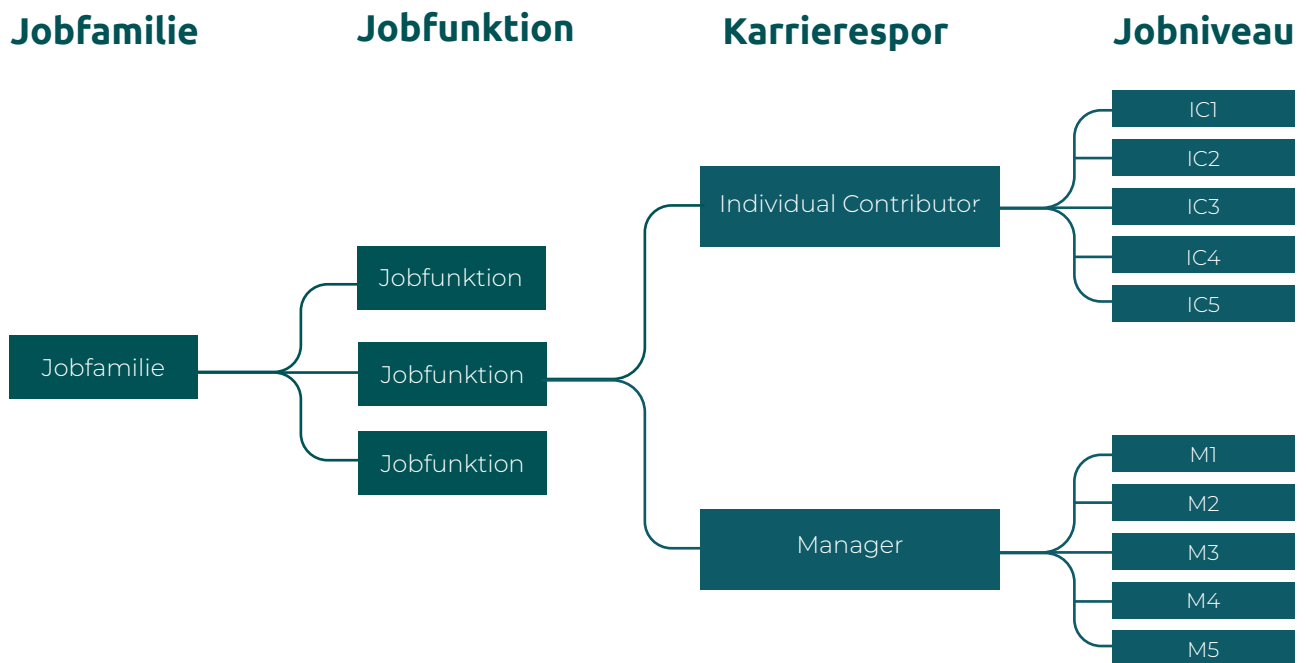 Jobfamilie
Jobfunktion
Karrierespor
Jobniveau
Jobfamilie
Jobfunktion
Jobfunktion
Jobfunktion
Individual Contributor
Manager
IC1
IC2
IC3
IC4
IC5
M1
M2
M3
M4
M5